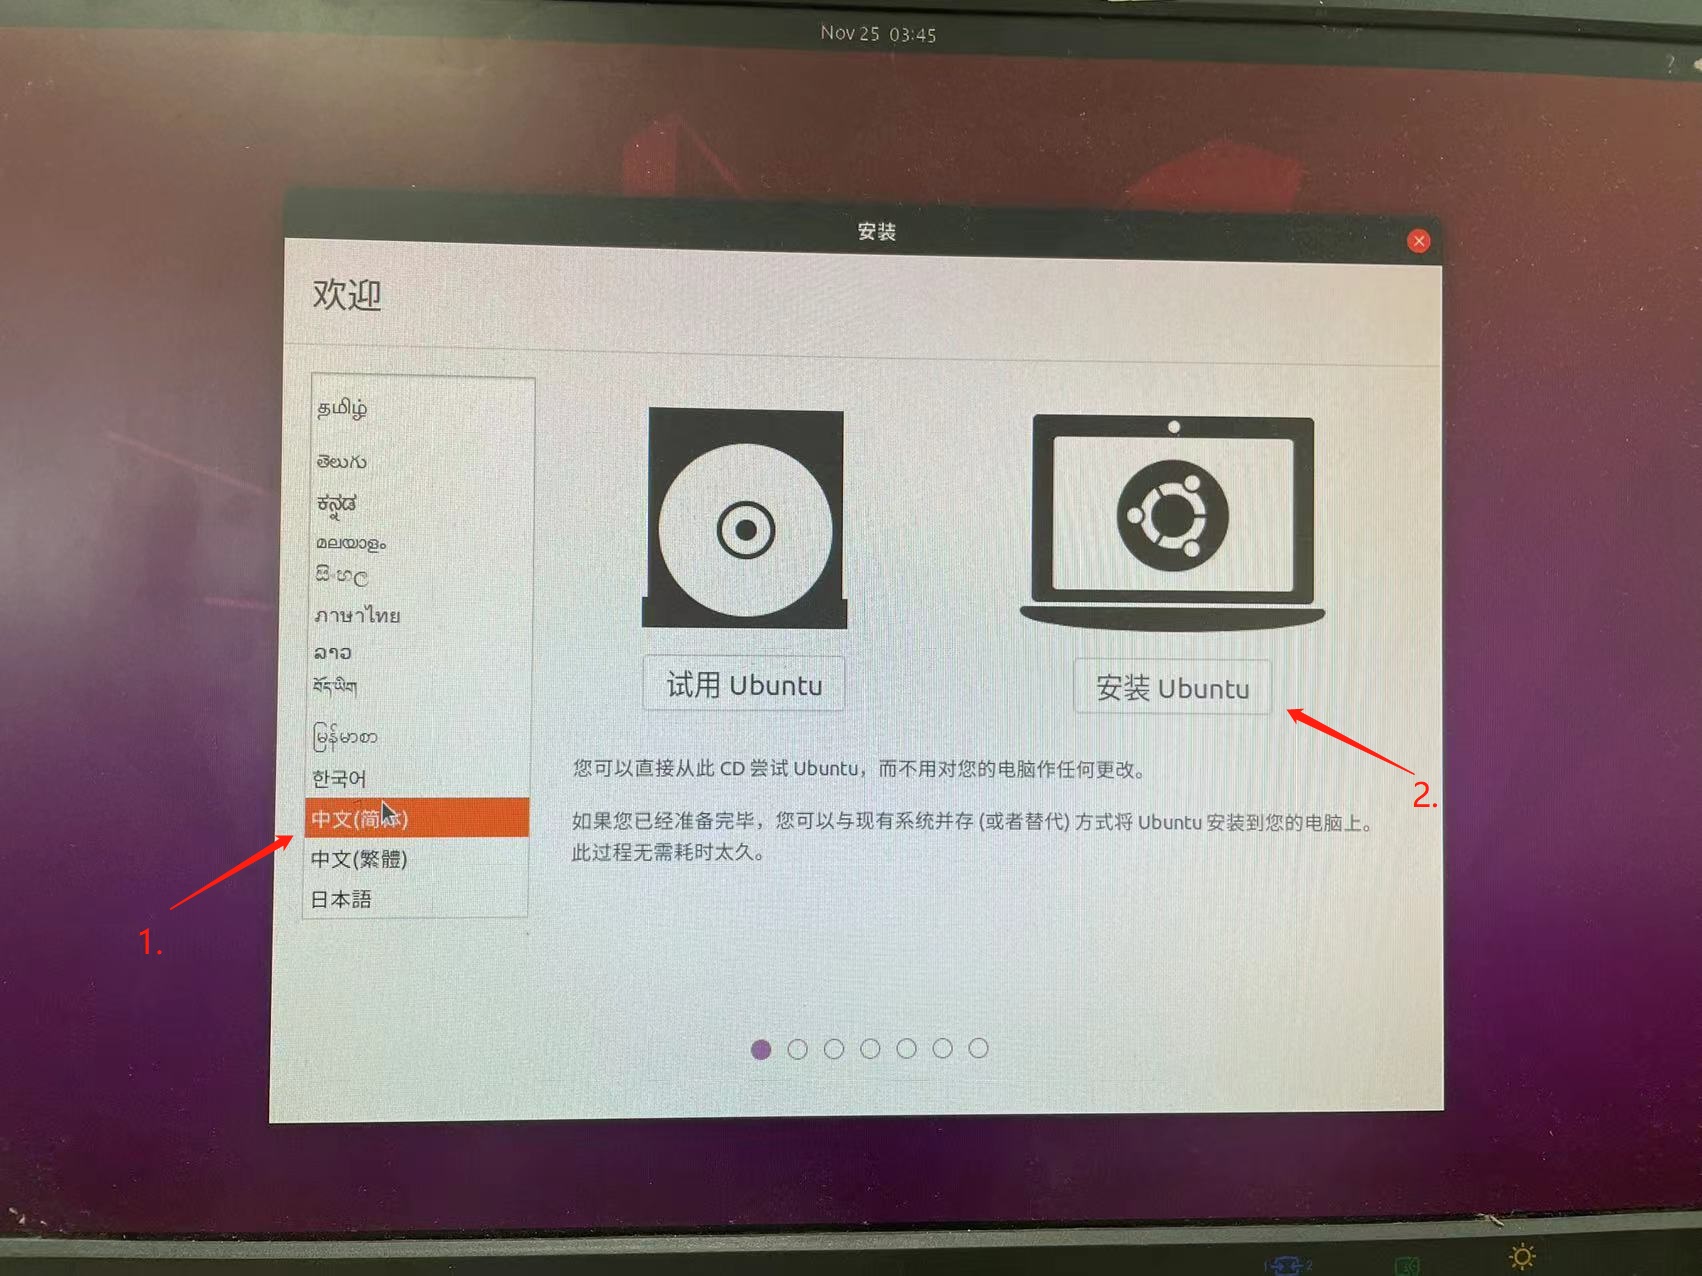 Nov 25 03:45
?
安装
欢迎
தமிழ்
తెలుగు
ಕನ್ನಡ
മലയാളം
සිංහල
ภาษาไทย
ລາວ
བོད་ཡིག
မြန်မာစာ
한국어
中文(简体)
中文(繁體)
日本語
1.
试用 Ubuntu
安装 Ubuntu
2.
您可以直接从此 CD 尝试 Ubuntu，而不用对您的电脑作任何更改。
如果您已经准备完毕，您可以与现有系统并存 (或者替代) 方式将 Ubuntu 安装到您的电脑上。
此过程无需耗时太久。
1 2